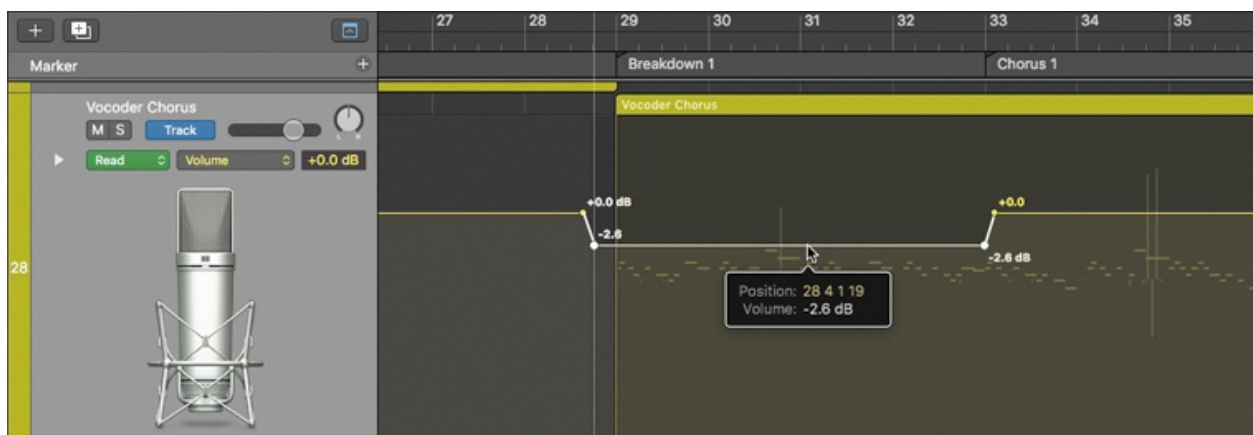 27 28 29 30 31 32 33 34 35
Marker
Breakdown 1
Chorus 1
Vocoder Chorus
Vocoder Chorus
M S Track
L R
Read Volume +0.0 dB
+0.0 dB
+0.0
-2.6
-2.6 dB
28
Position: 28 4 1 19
Volume: -2.6 dB